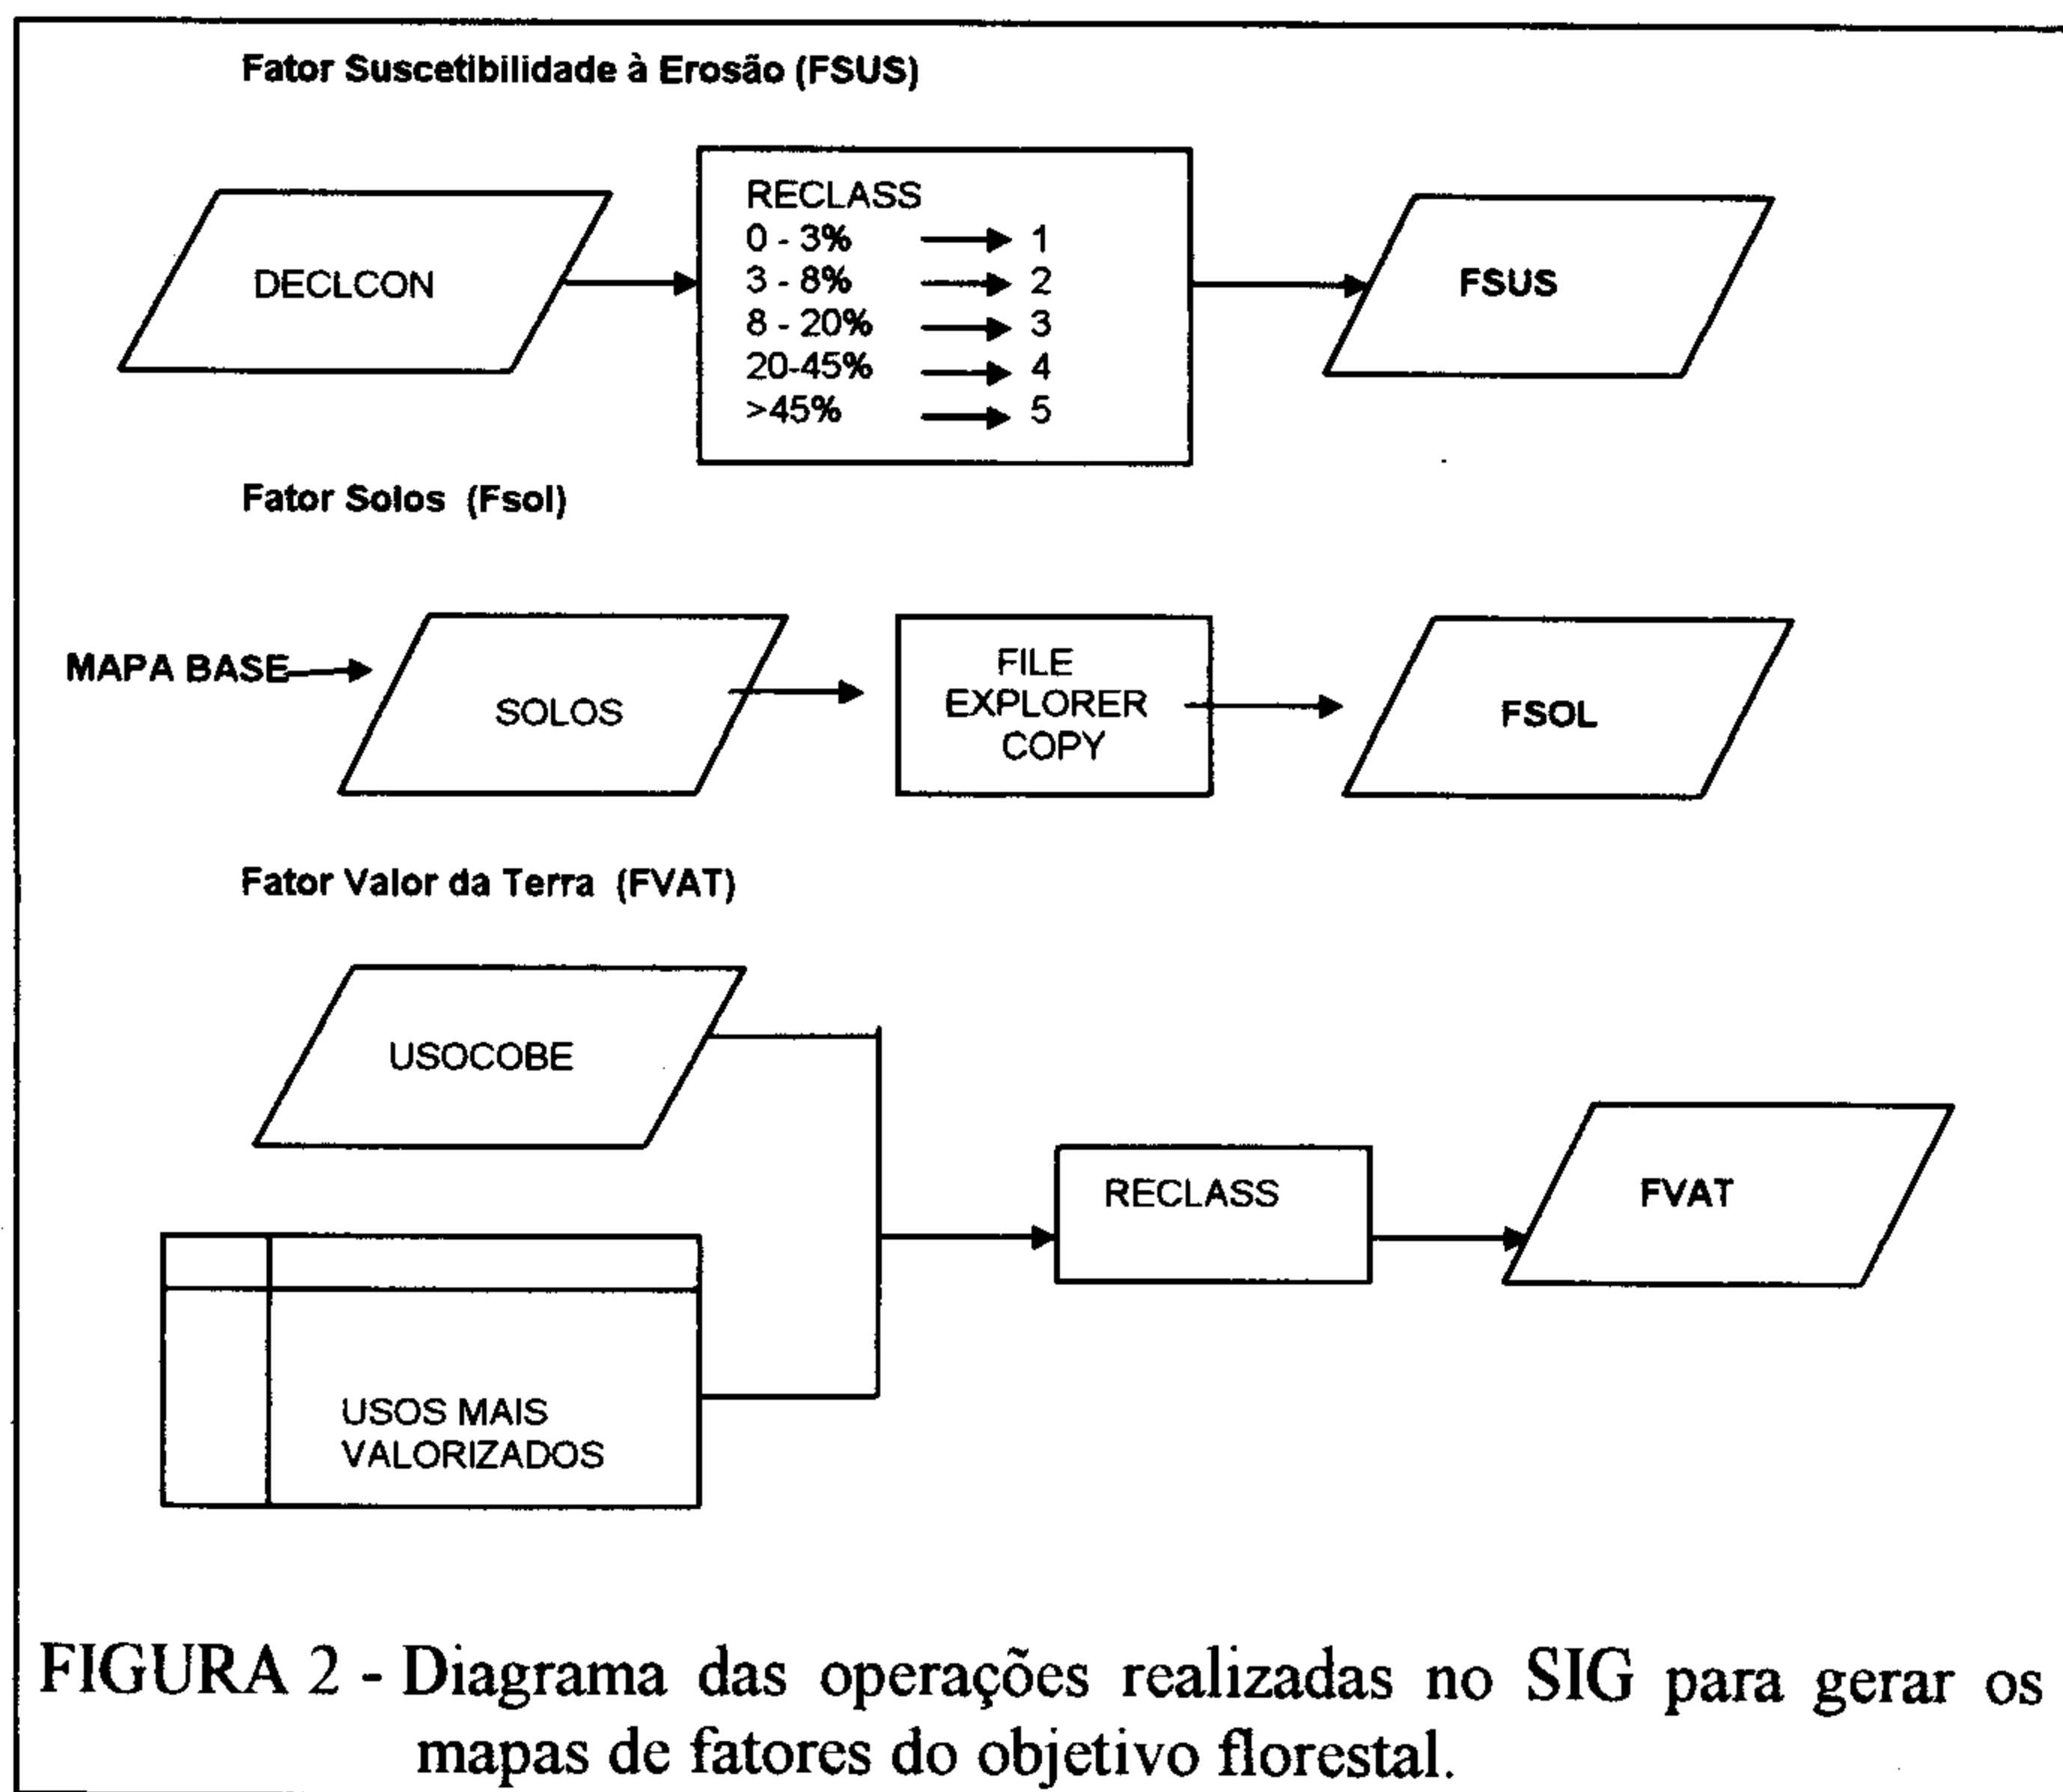 Fator Suscetibilidade à Erosão (FSUS)
DECLCON
RECLASS
0 - 3% 1
3 - 8% 2
8 - 20% 3
20-45% 4
>45% 5
FSUS
Fator Solos (Fsol)
MAPA BASE
SOLOS
FILE
EXPLORER
COPY
FSOL
Fator Valor da Terra (FVAT)
USOCOBE
RECLASS
FVAT
USOS MAIS
VALORIZADOS
FIGURA 2 - Diagrama das operações realizadas no SIG para gerar os
mapas de fatores do objetivo florestal.